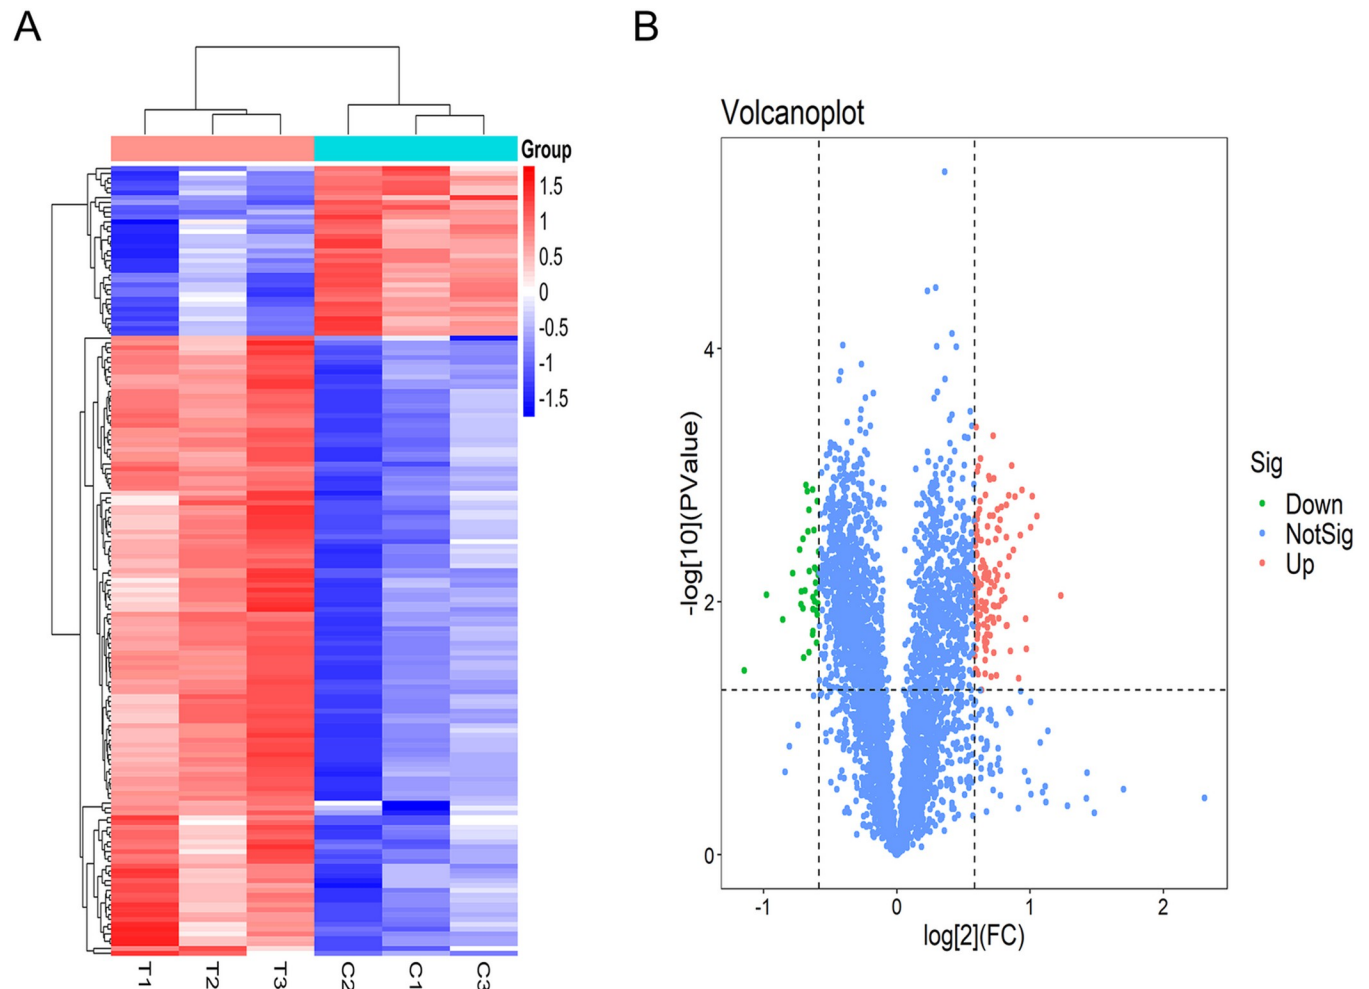 A
Group
1.5
1
0.5
0
-0.5
-1
-1.5
T1
T2
T3
C2
C1
C3
B
Volcanoplot
-log[10](PValue)
4
2
0
-1
0
1
2
log[2](FC)
Sig
Down
NotSig
Up